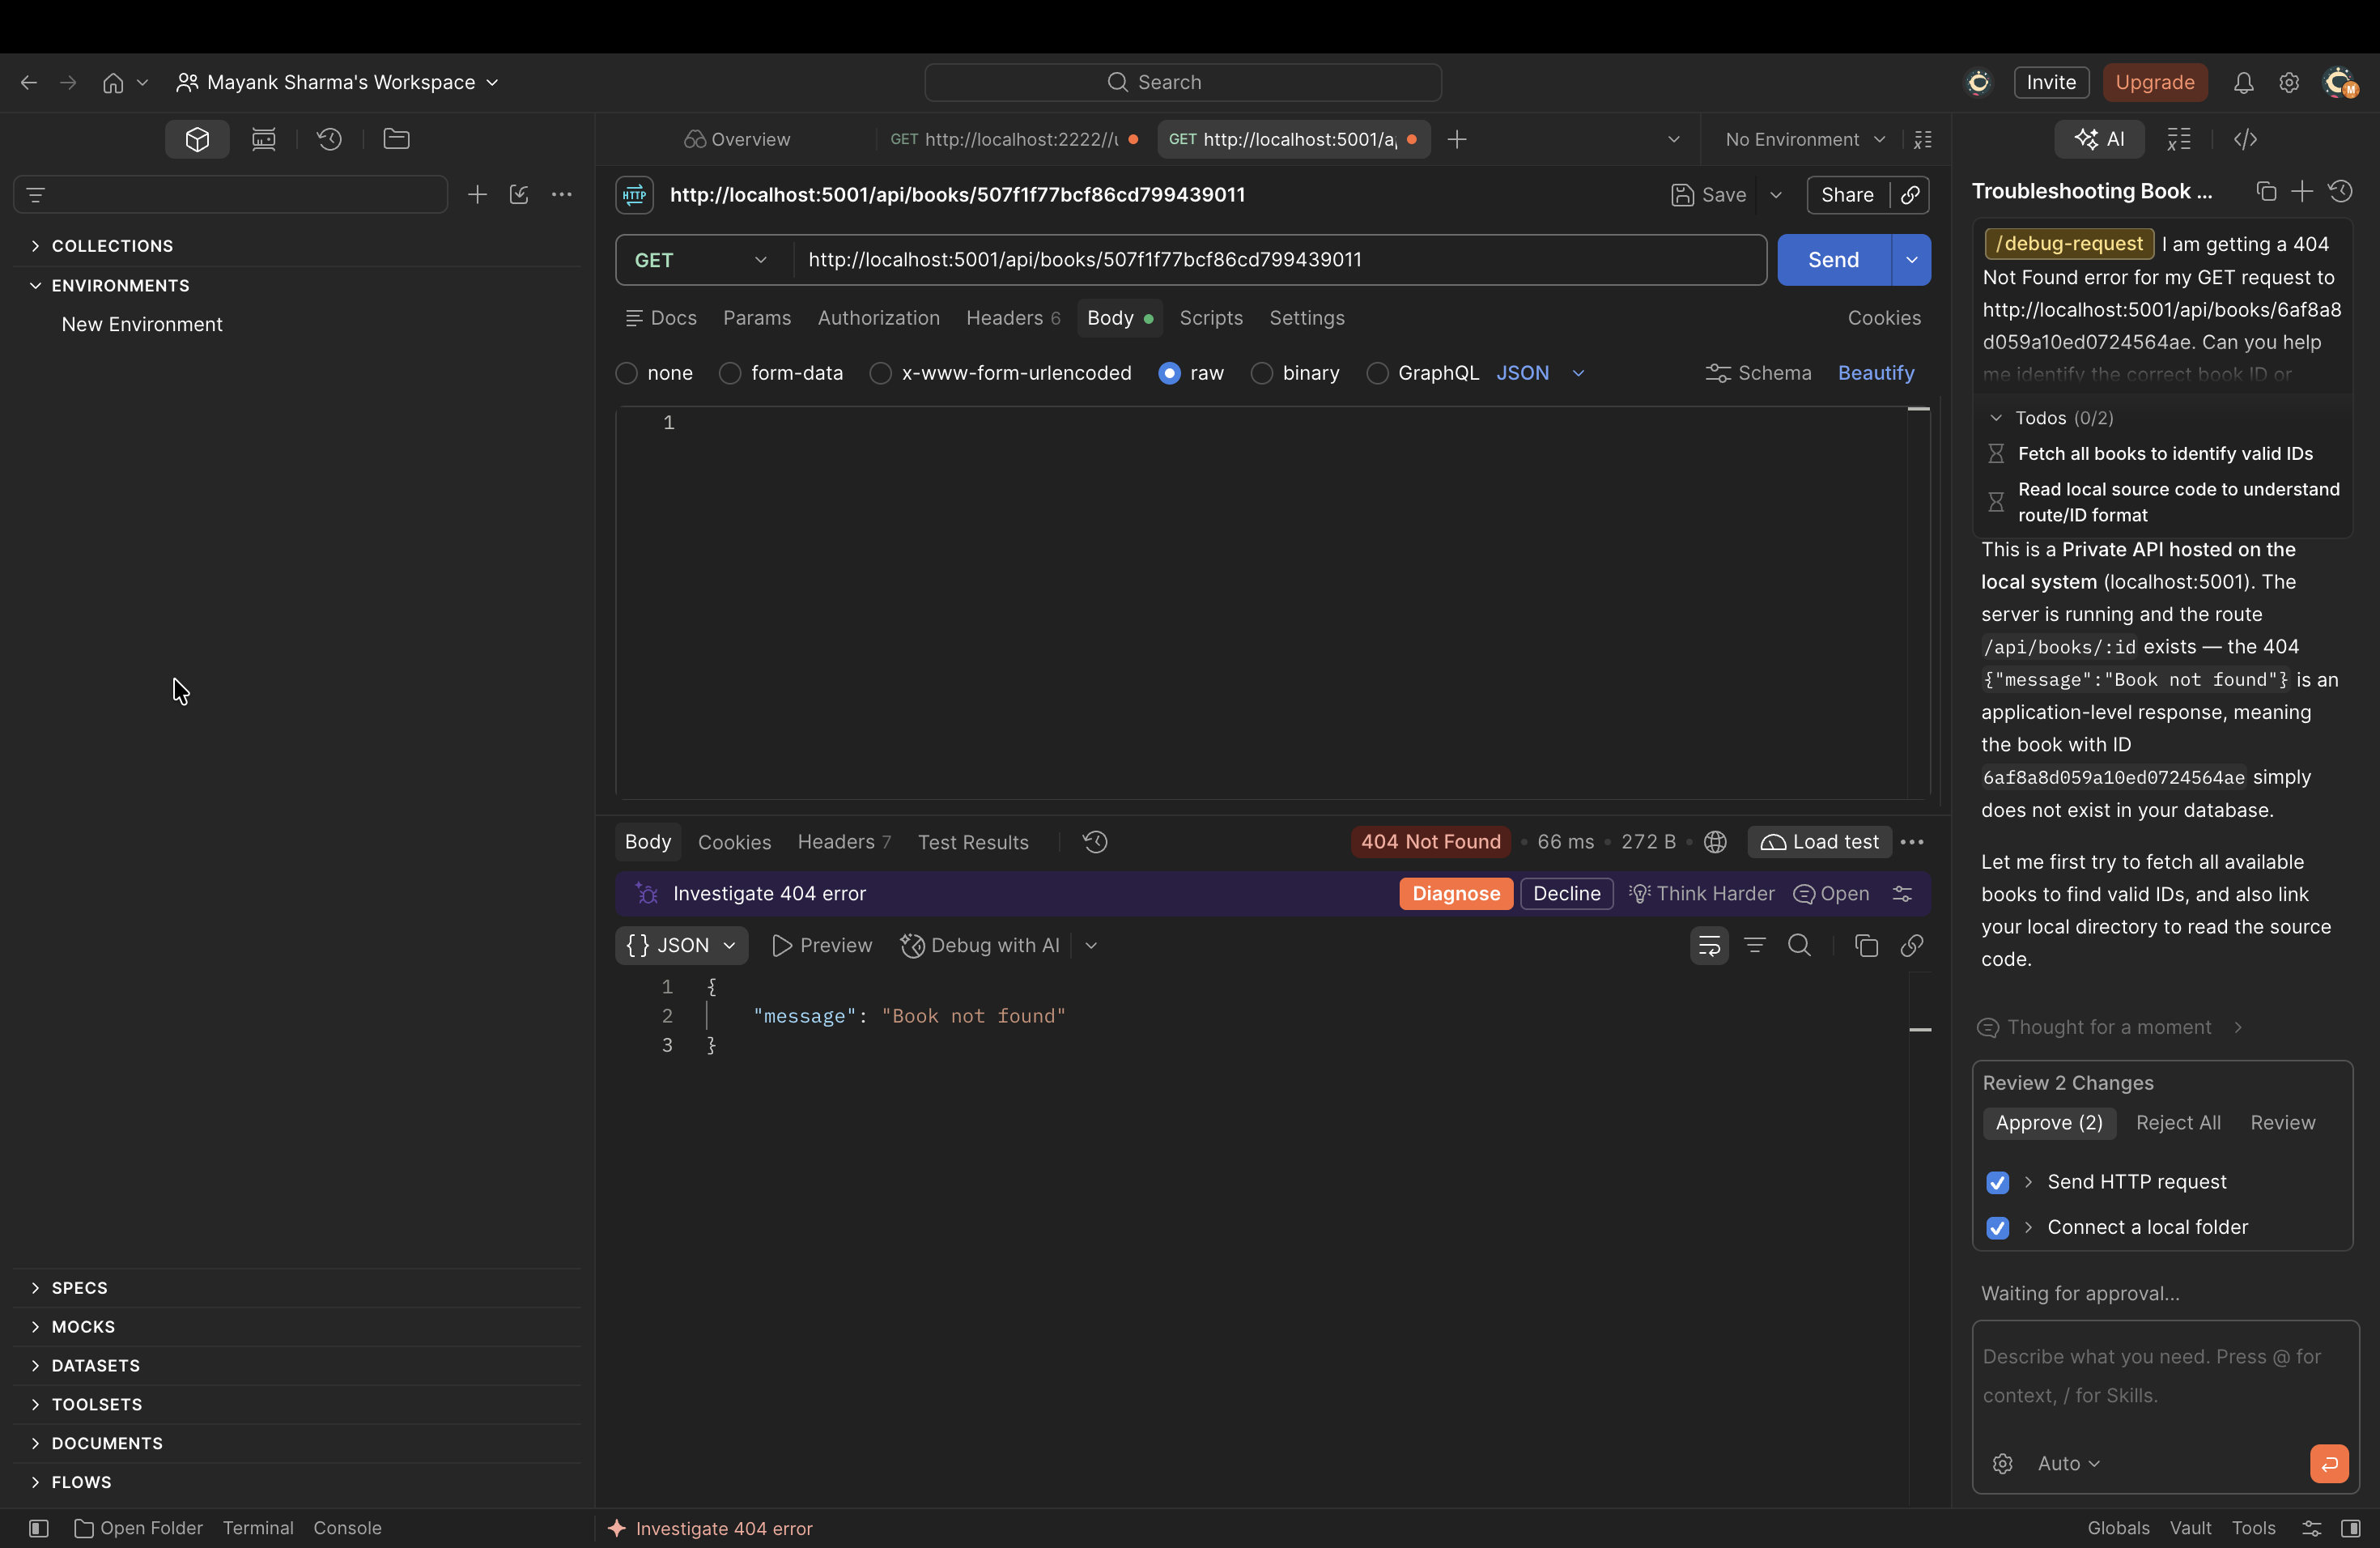 Mayank Sharma's Workspace
Search
Invite
Upgrade
M
Overview
GET http://localhost:2222//
GET http://localhost:5001/a
No Environment
AI
COLLECTIONS
ENVIRONMENTS
New Environment
SPECS
MOCKS
DATASETS
TOOLSETS
DOCUMENTS
FLOWS
HTTP
http://localhost:5001/api/books/507f1f77bcf86cd799439011
Save
Share
GET
http://localhost:5001/api/books/507f1f77bcf86cd799439011
Send
Docs Params Authorization Headers 6 Body Scripts Settings Cookies
none form-data x-www-form-urlencoded raw binary GraphQL JSON Schema Beautify
1
Body Cookies Headers 7 Test Results 404 Not Found 66 ms 272 B Load test
Investigate 404 error Diagnose Decline Think Harder Open
{} JSON Preview Debug with AI
1 {
2 "message": "Book not found"
3 }
Troubleshooting Book ...
/debug-request I am getting a 404
Not Found error for my GET request to
http://localhost:5001/api/books/6af8a8
d059a10ed0724564ae. Can you help
me identify the correct book ID or
Todos (0/2)
Fetch all books to identify valid IDs
Read local source code to understand
route/ID format
This is a Private API hosted on the
local system (localhost:5001). The
server is running and the route
/api/books/:id exists — the 404
{"message":"Book not found"} is an
application-level response, meaning
the book with ID
6af8a8d059a10ed0724564ae simply
does not exist in your database.
Let me first try to fetch all available
books to find valid IDs, and also link
your local directory to read the source
code.
Thought for a moment
Review 2 Changes
Approve (2) Reject All Review
Send HTTP request
Connect a local folder
Waiting for approval...
Describe what you need. Press @ for
context, / for Skills.
Auto
Open Folder Terminal Console
Investigate 404 error
Globals Vault Tools